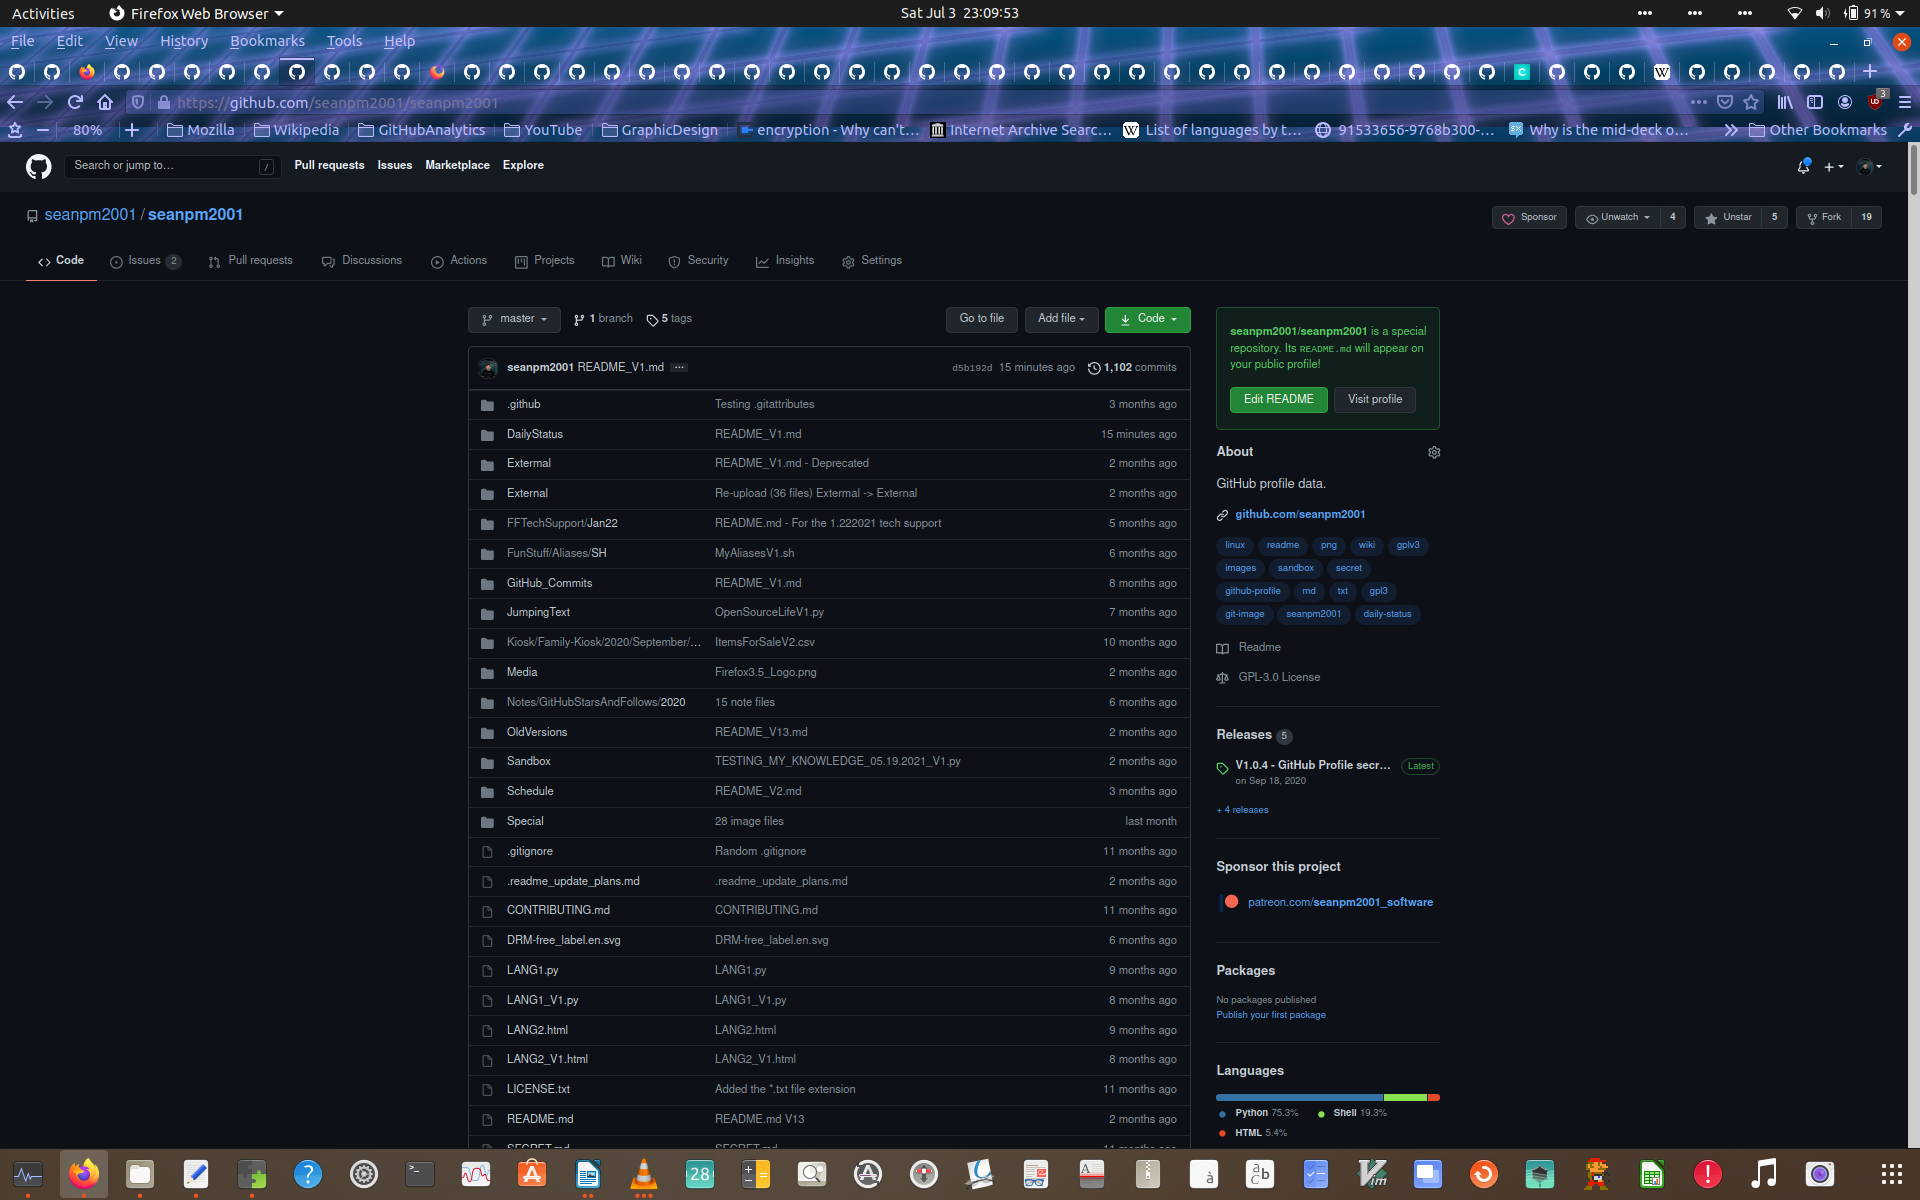 Activities
Firefox Web Browser
Sat Jul 3 23:09:53
91 %
File Edit View History Bookmarks Tools Help
https://github.com/seanpm2001/seanpm2001
3
80%
Mozilla
Wikipedia
GitHubAnalytics
YouTube
GraphicDesign
encryption - Why can't…
Internet Archive Searc…
List of languages by t…
91533656-9768b300-…
Why is the mid-deck o…
Other Bookmarks
Search or jump to…
/
Pull requests Issues Marketplace Explore
seanpm2001 / seanpm2001
Sponsor
Unwatch 4
Unstar 5
Fork 19
Code
Issues 2
Pull requests
Discussions
Actions
Projects
Wiki
Security
Insights
Settings
master
1 branch
5 tags
Go to file
Add file
Code
seanpm2001 README_V1.md
d5b192d 15 minutes ago
1,102 commits
.github Testing .gitattributes 3 months ago
DailyStatus README_V1.md 15 minutes ago
Extermal README_V1.md - Deprecated 2 months ago
External Re-upload (36 files) Extermal -> External 2 months ago
FFTechSupport/Jan22 README.md - For the 1.222021 tech support 5 months ago
FunStuff/Aliases/SH MyAliasesV1.sh 6 months ago
GitHub_Commits README_V1.md 8 months ago
JumpingText OpenSourceLifeV1.py 7 months ago
Kiosk/Family-Kiosk/2020/September/… ItemsForSaleV2.csv 10 months ago
Media Firefox3.5_Logo.png 2 months ago
Notes/GitHubStarsAndFollows/2020 15 note files 6 months ago
OldVersions README_V13.md 2 months ago
Sandbox TESTING_MY_KNOWLEDGE_05.19.2021_V1.py 2 months ago
Schedule README_V2.md 3 months ago
Special 28 image files last month
.gitignore Random .gitignore 11 months ago
.readme_update_plans.md .readme_update_plans.md 2 months ago
CONTRIBUTING.md CONTRIBUTING.md 11 months ago
DRM-free_label.en.svg DRM-free_label.en.svg 6 months ago
LANG1.py LANG1.py 9 months ago
LANG1_V1.py LANG1_V1.py 8 months ago
LANG2.html LANG2.html 9 months ago
LANG2_V1.html LANG2_V1.html 8 months ago
LICENSE.txt Added the *.txt file extension 11 months ago
README.md README.md V13 2 months ago
SECRET.md SECRET.md 11 months ago
seanpm2001/seanpm2001 is a special
repository. Its README.md will appear on
your public profile!
Edit README
Visit profile
About
GitHub profile data.
github.com/seanpm2001
linux readme png wiki gplv3
images sandbox secret
github-profile md txt gpl3
git-image seanpm2001 daily-status
Readme
GPL-3.0 License
Releases 5
V1.0.4 - GitHub Profile secr… Latest
on Sep 18, 2020
+ 4 releases
Sponsor this project
patreon.com/seanpm2001_software
Packages
No packages published
Publish your first package
Languages
Python 75.3% Shell 19.3%
HTML 5.4%
28